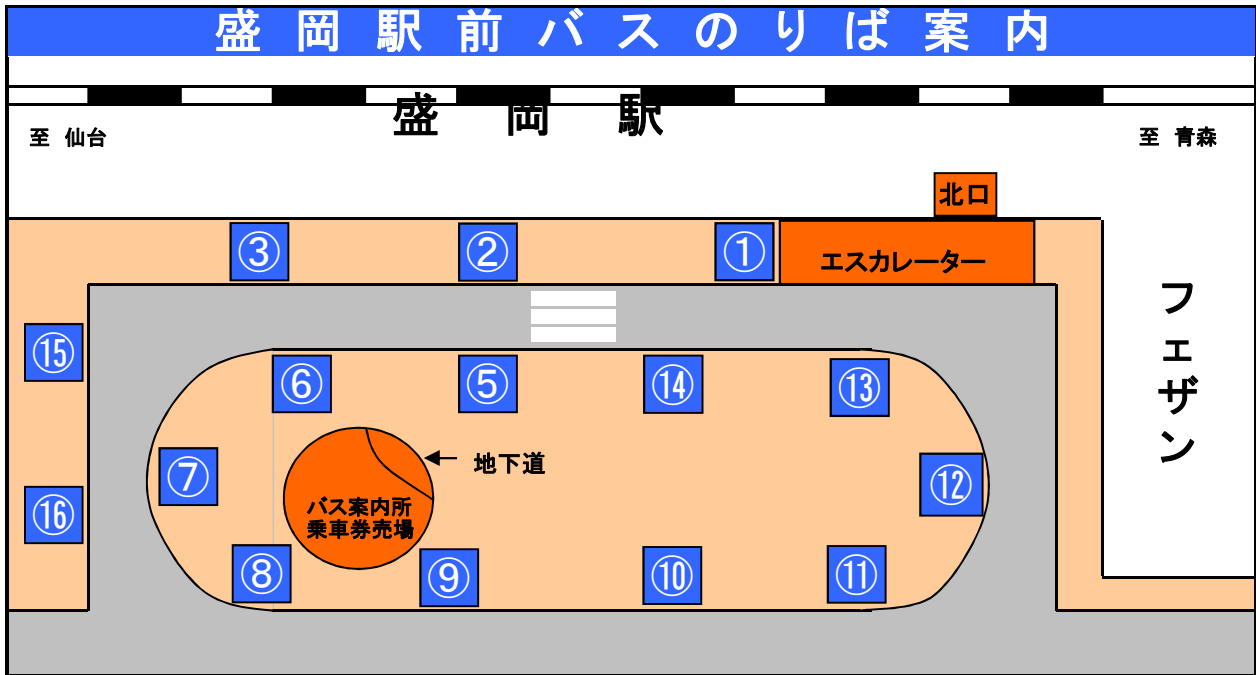 盛岡駅前バスのりば案内
盛岡駅
至 仙台
至 青森
北口
③
②
①
エスカレーター
フェザン
⑮
⑥
⑤
⑭
⑬
地下道
⑦
⑫
バス案内所
乗車券売場
⑯
⑧
⑨
⑩
⑪